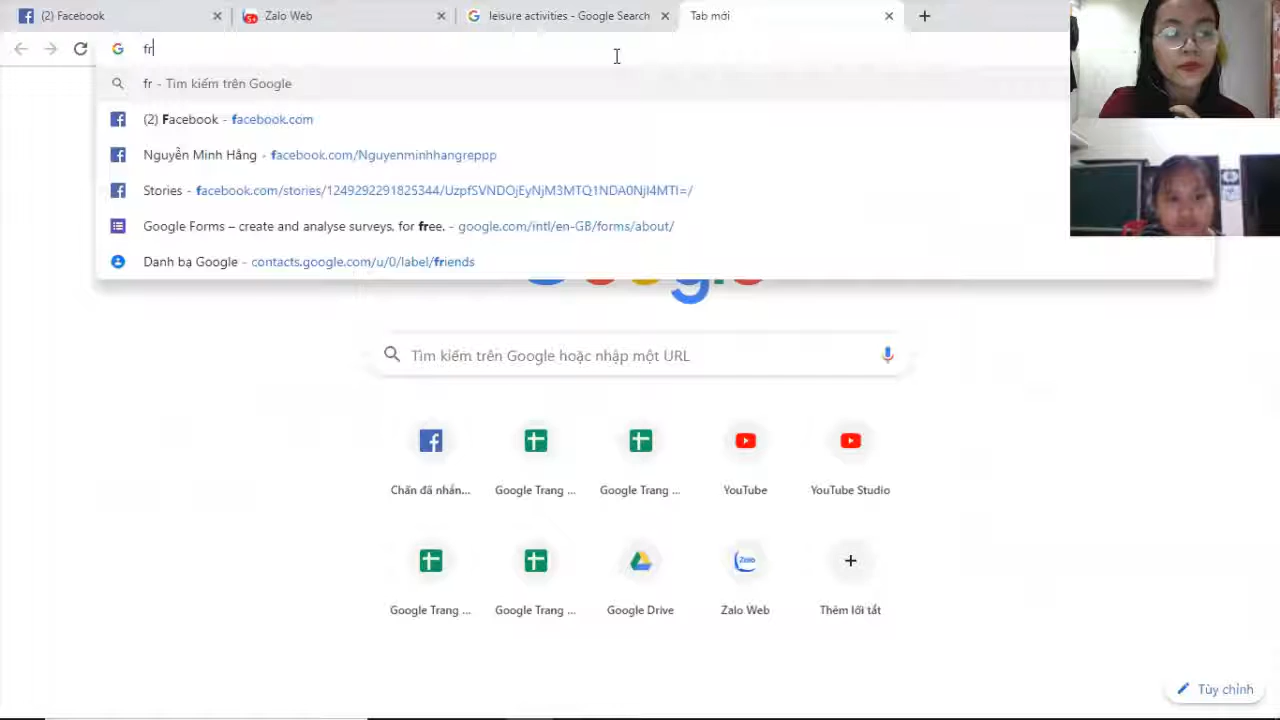 (2) Facebook
Zalo Web
leisure activities - Google Search
Tab mới
fr
fr - Tìm kiếm trên Google
(2) Facebook - facebook.com
Nguyễn Minh Hằng - facebook.com/Nguyenminhhangreppp
Stories - facebook.com/stories/1249292291825344/UzpfSVNDOjEyNjM3MTQ1NDA0NjI4MTI=/
Google Forms – create and analyse surveys, for free. - google.com/intl/en-GB/forms/about/
Danh bạ Google - contacts.google.com/u/0/label/friends
Tìm kiếm trên Google hoặc nhập một URL
Chăn đã nhắn...
Google Trang ...
Google Trang ...
YouTube
YouTube Studio
Zalo
Google Trang ...
Google Trang ...
Google Drive
Zalo Web
Thêm lối tắt
Tùy chỉnh